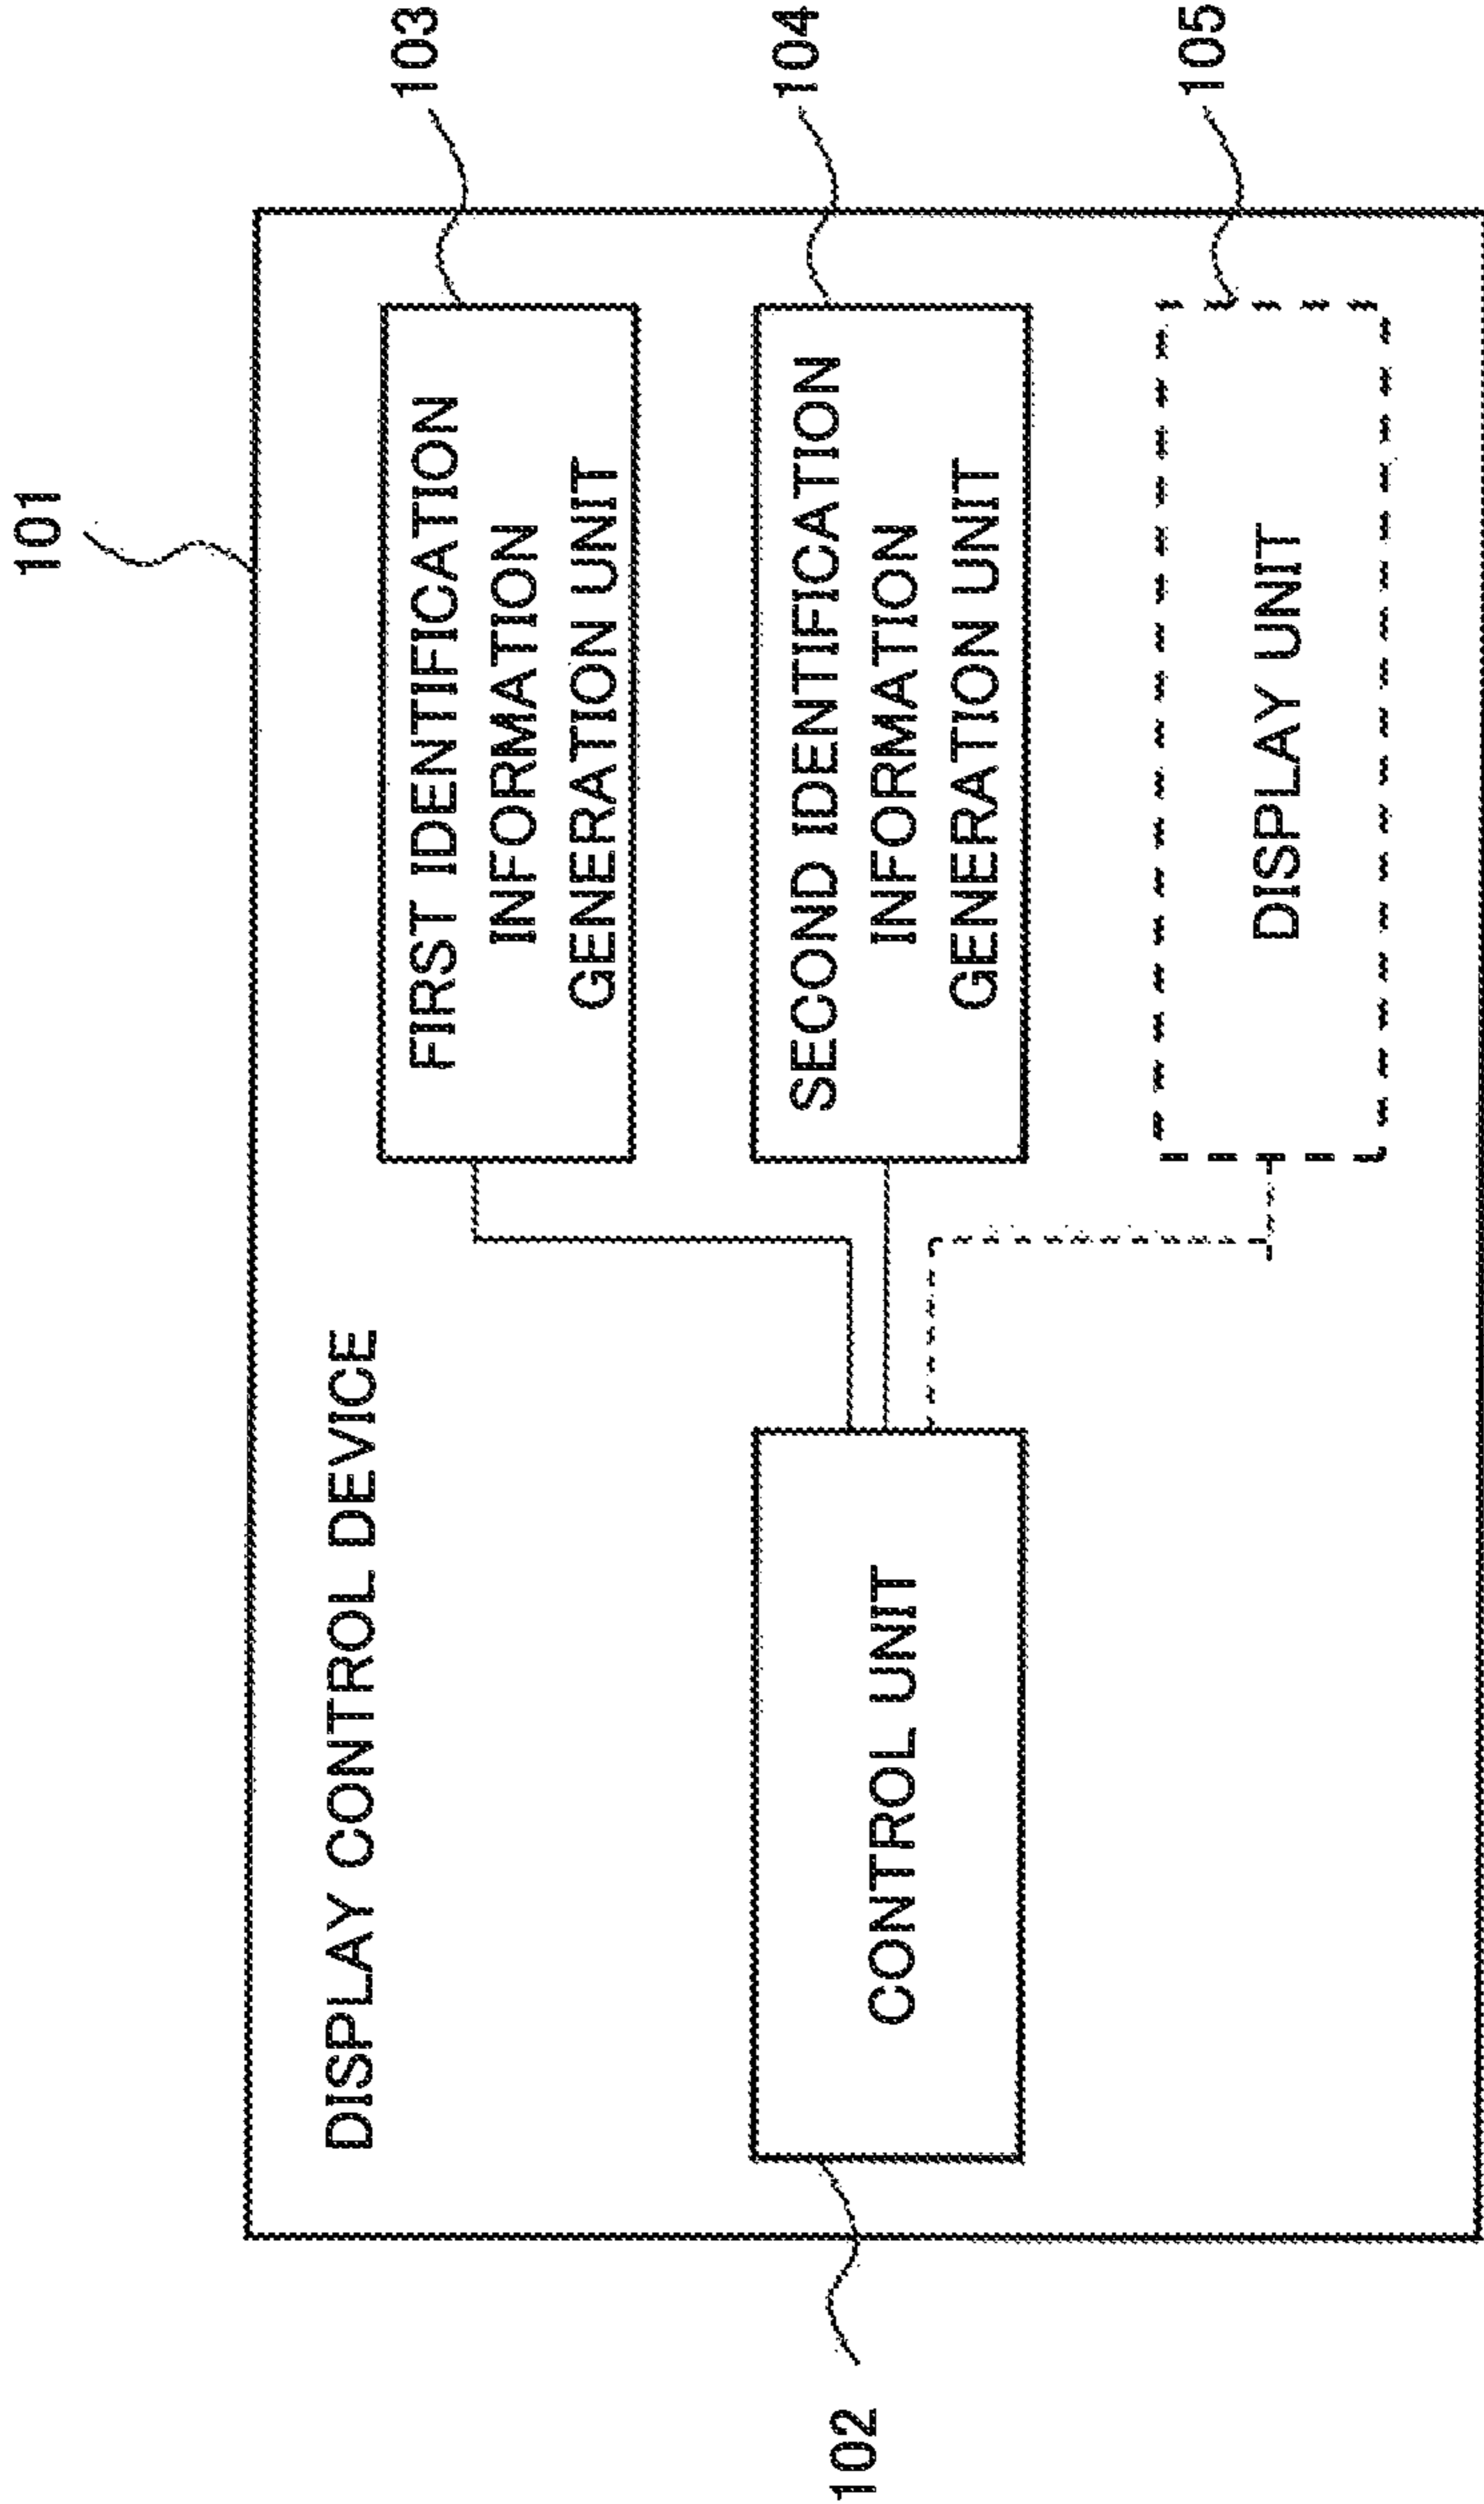 101
DISPLAY CONTROL DEVICE
102
CONTROL UNIT
FIRST IDENTIFICATION
INFORMATION
GENERATION UNIT
103
SECOND IDENTIFICATION
INFORMATION
GENERATION UNIT
104
DISPLAY UNIT
105